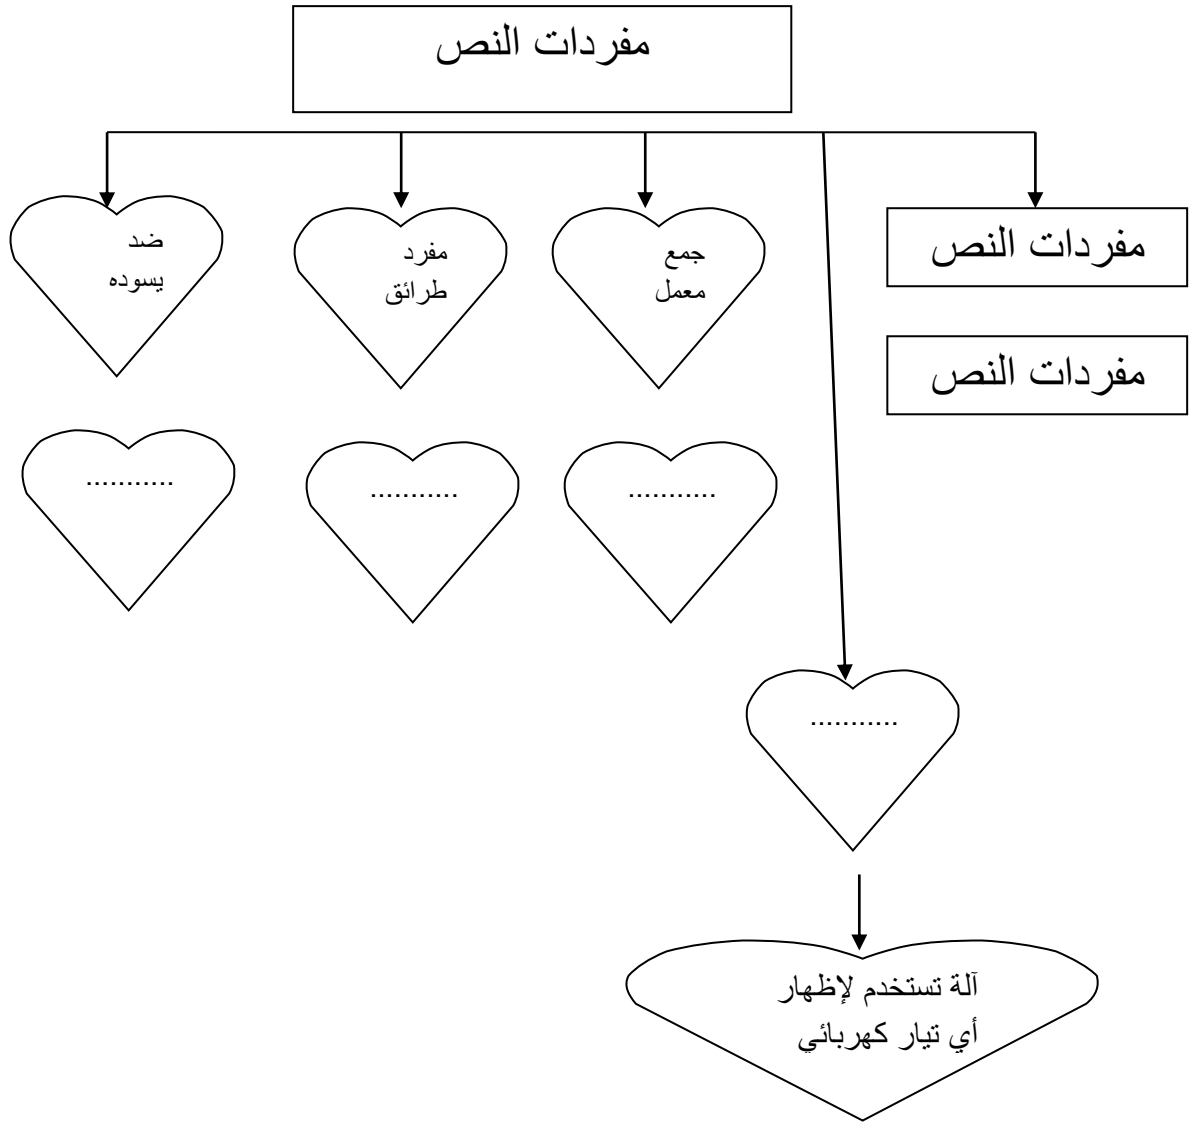 مفردات النص
مفردات النص
جمع
معمل
مفرد
طرائق
ضد
يسوده
مفردات النص
...........
...........
...........
...........
آلة تستخدم لإظهار
أي تيار كهربائي